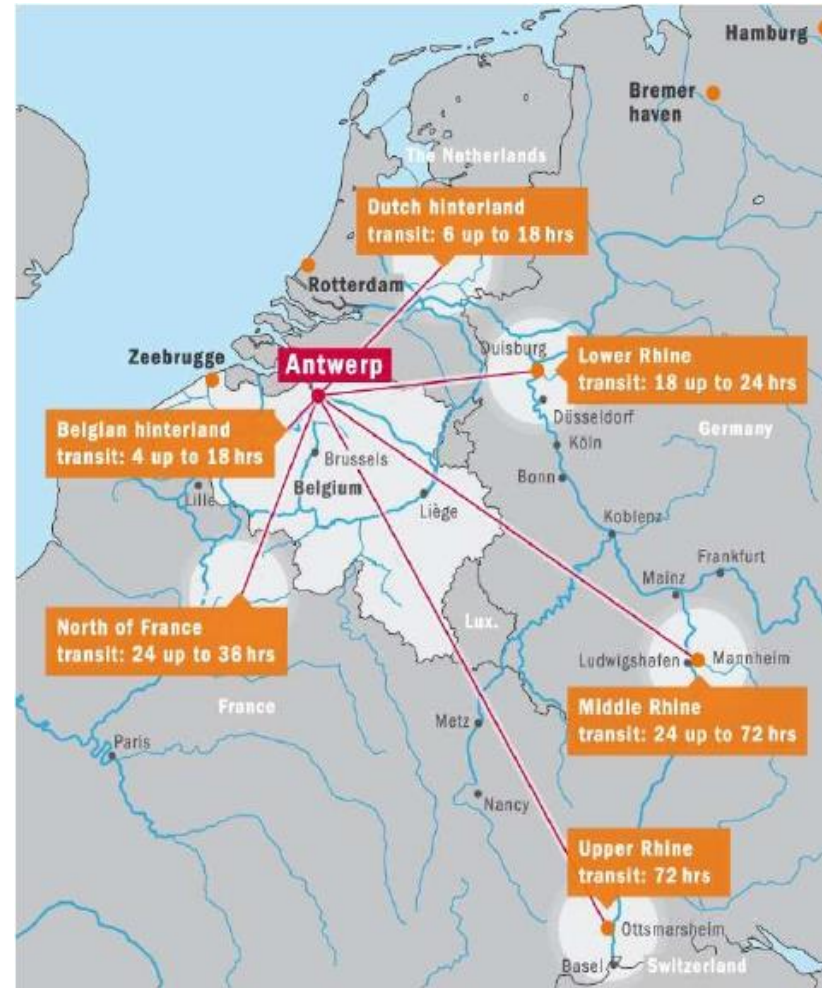 Hamburg
Bremer
haven
The Netherlands
Dutch hinterland
transit: 6 up to 18 hrs
Rotterdam
Zeebrugge
Antwerp
Duisburg
Lower Rhine
transit: 18 up to 24 hrs
Düsseldorf
Germany
Belgian hinterland
transit: 4 up to 18 hrs
Brussels
Köln
Belgium
Bonn
Lille
Liège
Koblenz
Frankfurt
Mainz
North of France
transit: 24 up to 36 hrs
Lux.
Ludwigshafen
Mannheim
France
Middle Rhine
transit: 24 up to 72 hrs
Metz
Paris
Nancy
Upper Rhine
transit: 72 hrs
Ottsmarsheim
Basel
Switzerland